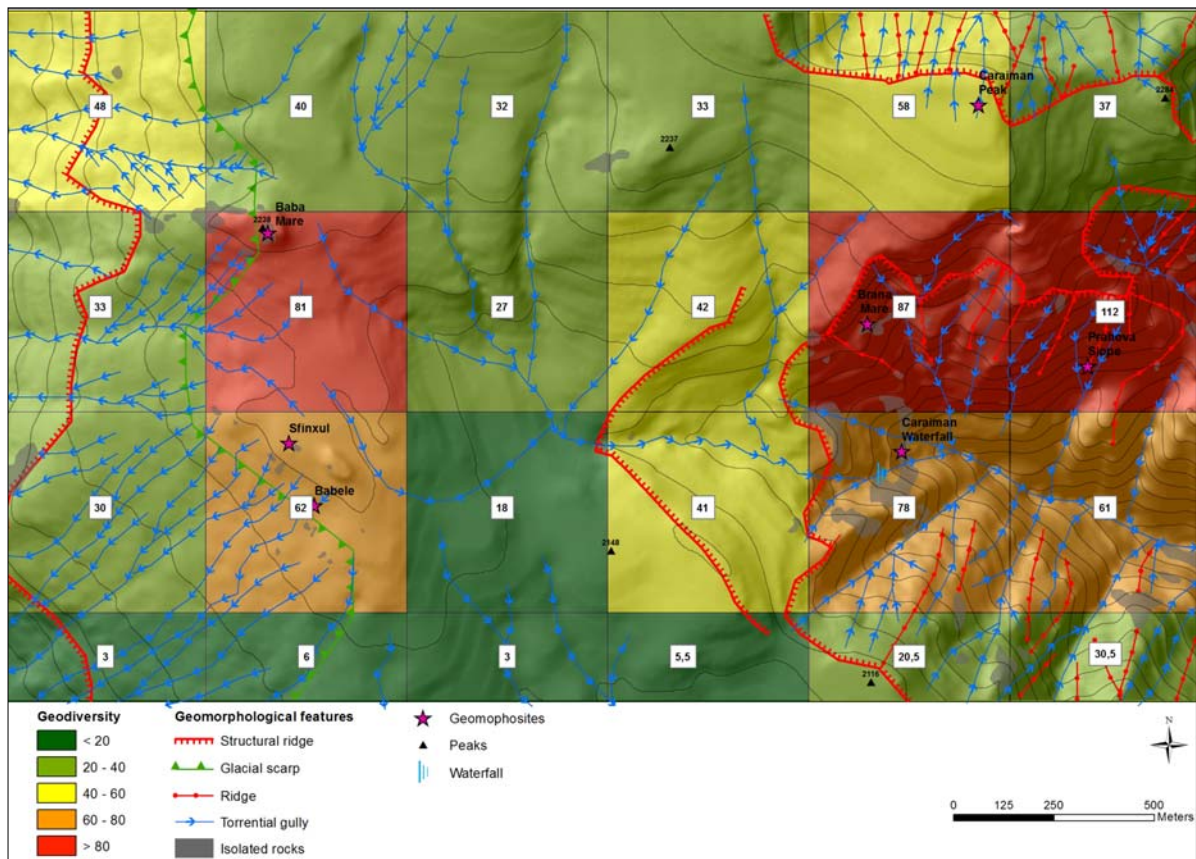 48
40
32
33
58
Caraiman
Peak
37
2284
2237
Baba
Mare
2238
33
81
27
42
Brana
Mare
87
112
Prahova
Slope
Sfinxul
Caraiman
Waterfall
Babele
30
62
18
41
78
61
2148
3
6
3
5,5
20,5
30,5
2116
Geodiversity
< 20
20 - 40
40 - 60
60 - 80
> 80
Geomorphological features
Structural ridge
Glacial scarp
Ridge
Torrential gully
Isolated rocks
Geomophosites
Peaks
Waterfall
N
0 125 250 500
Meters